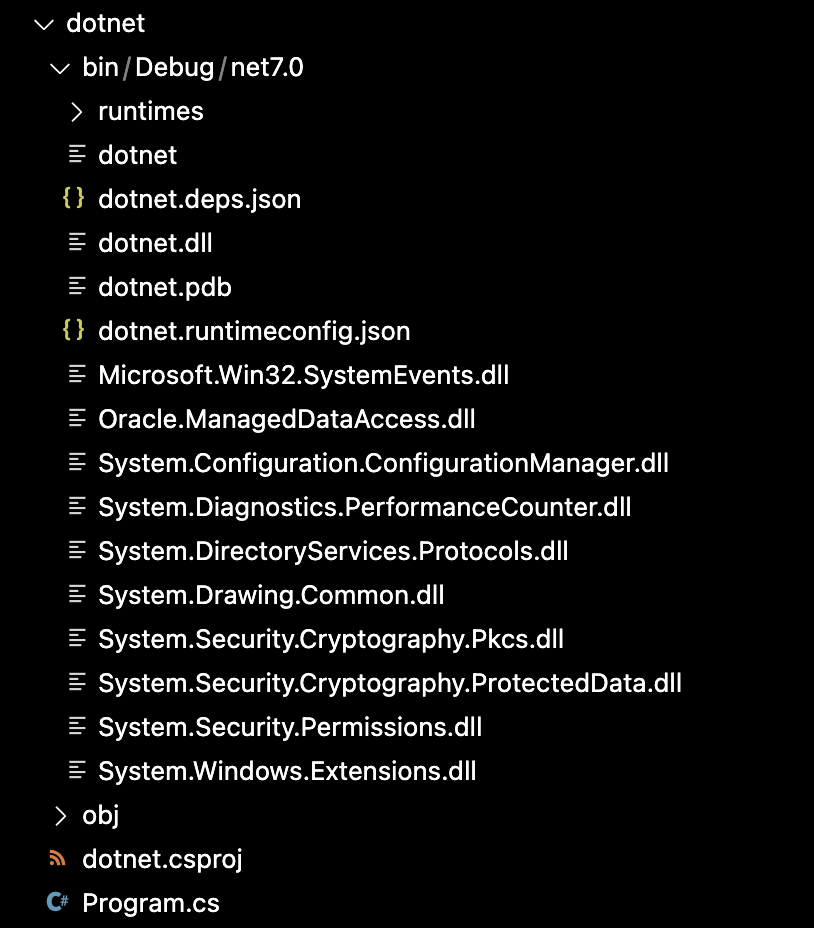 dotnet
bin/Debug/net7.0
runtimes
dotnet
{} dotnet.deps.json
dotnet.dll
dotnet.pdb
{} dotnet.runtimeconfig.json
Microsoft.Win32.SystemEvents.dll
Oracle.ManagedDataAccess.dll
System.Configuration.ConfigurationManager.dll
System.Diagnostics.PerformanceCounter.dll
System.DirectoryServices.Protocols.dll
System.Drawing.Common.dll
System.Security.Cryptography.Pkcs.dll
System.Security.Cryptography.ProtectedData.dll
System.Security.Permissions.dll
System.Windows.Extensions.dll
obj
dotnet.csproj
C# Program.cs